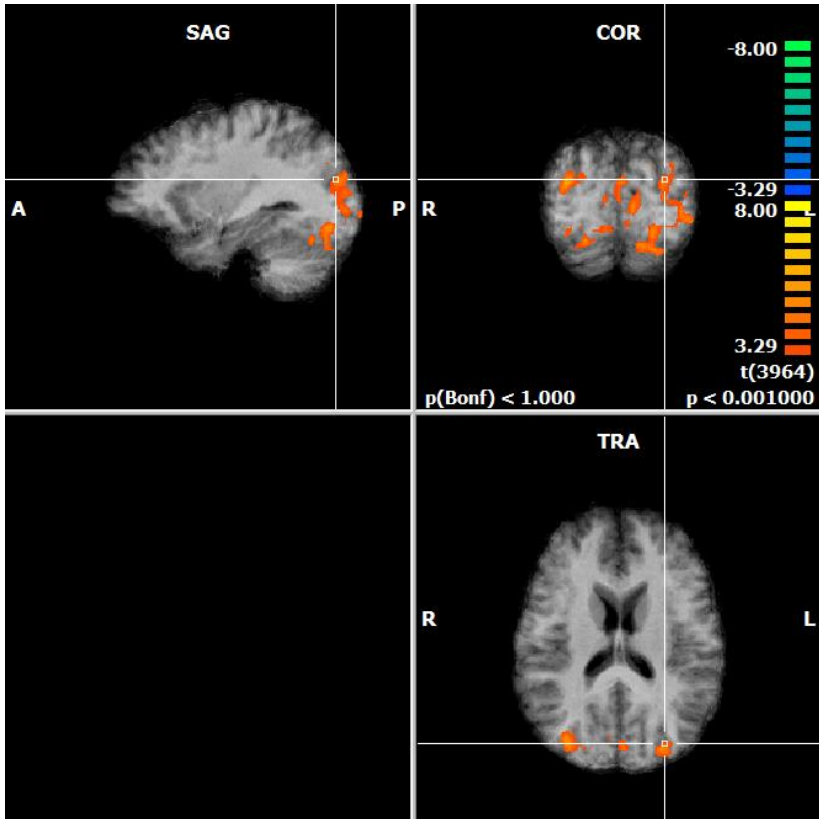 SAG
A
P
COR
-8.00
-3.29
8.00
R
L
3.29
t(3964)
p(Bonf) < 1.000
p < 0.001000
TRA
R
L